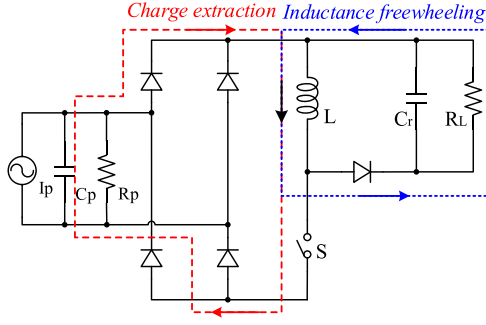 Charge extraction
Inductance freewheeling
L
Cr
RL
Ip
Cp
Rp
S